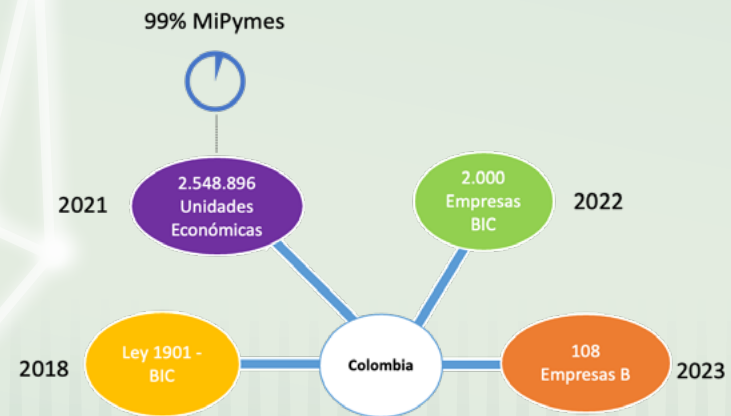 99% MiPymes
2021
2.548.896
Unidades
Económicas
2.000
Empresas
BIC
2022
2018
Ley 1901 -
BIC
Colombia
108
Empresas B
2023